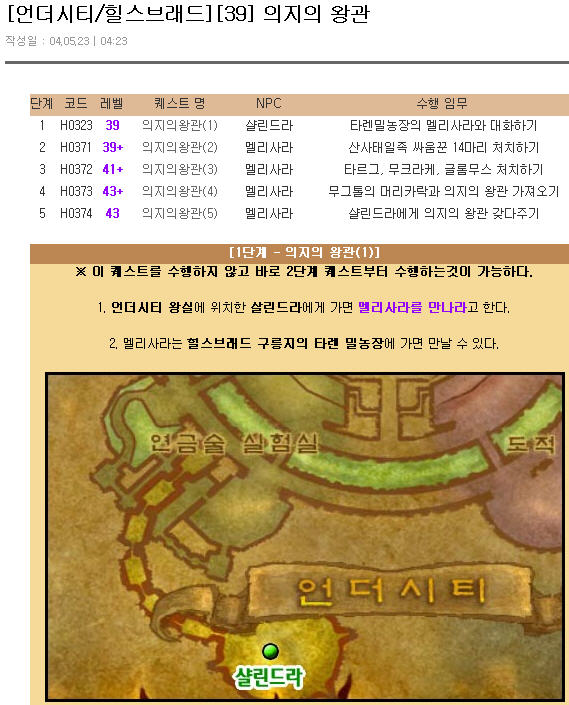 [언더시티/힐스브래드][39] 의지의 왕관
작성일 : 04,05,23 | 04:23
단계 코드 레벨 퀘스트 명 NPC 수행 임무
1 H0323 39 의지의왕관(1) 샬린드라 타렌밀농장의 멜리사라와 대화하기
2 H0371 39+ 의지의왕관(2) 멜리사라 산사태일족 싸움꾼 14마리 처치하기
3 H0372 41+ 의지의왕관(3) 멜리사라 타르그, 무크라케, 글룸무스 처치하기
4 H0373 43+ 의지의왕관(4) 멜리사라 무그톨의 머리카락과 의지의 왕관 가져오기
5 H0374 43 의지의왕관(5) 멜리사라 샬린드라에게 의지의 왕관 갖다주기
[1단계 - 의지의 왕관(1)]
※ 이 퀘스트를 수행하지 않고 바로 2단계 퀘스트부터 수행하는것이 가능하다.
1. 언더시티 왕실에 위치한 샬린드라에게 가면 멜리사라를 만나라고 한다.
2. 멜리사라는 힐스브래드 구릉지의 타렌 밀농장에 가면 만날 수 있다.
연금술 실험실
도적
언더시티
샬린드라